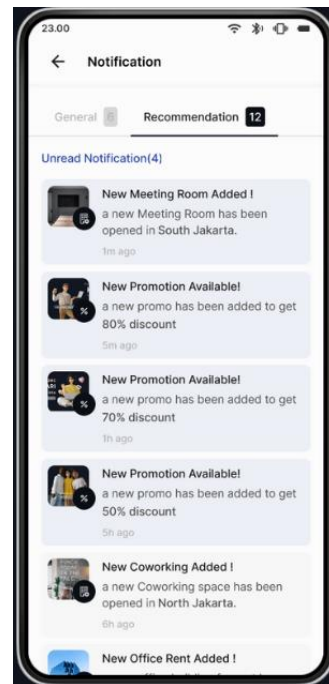 23.00
Notification
General 8
Recommendation 12
Unread Notification(4)
New Meeting Room Added !
a new Meeting Room has been
opened in South Jakarta.
1m ago
New Promotion Available!
a new promo has been added to get
80% discount
5m ago
New Promotion Available!
a new promo has been added to get
70% discount
1h ago
New Promotion Available!
a new promo has been added to get
50% discount
5h ago
New Coworking Added !
a new Coworking space has been
opened in North Jakarta.
6h ago
New Office Rent Added !